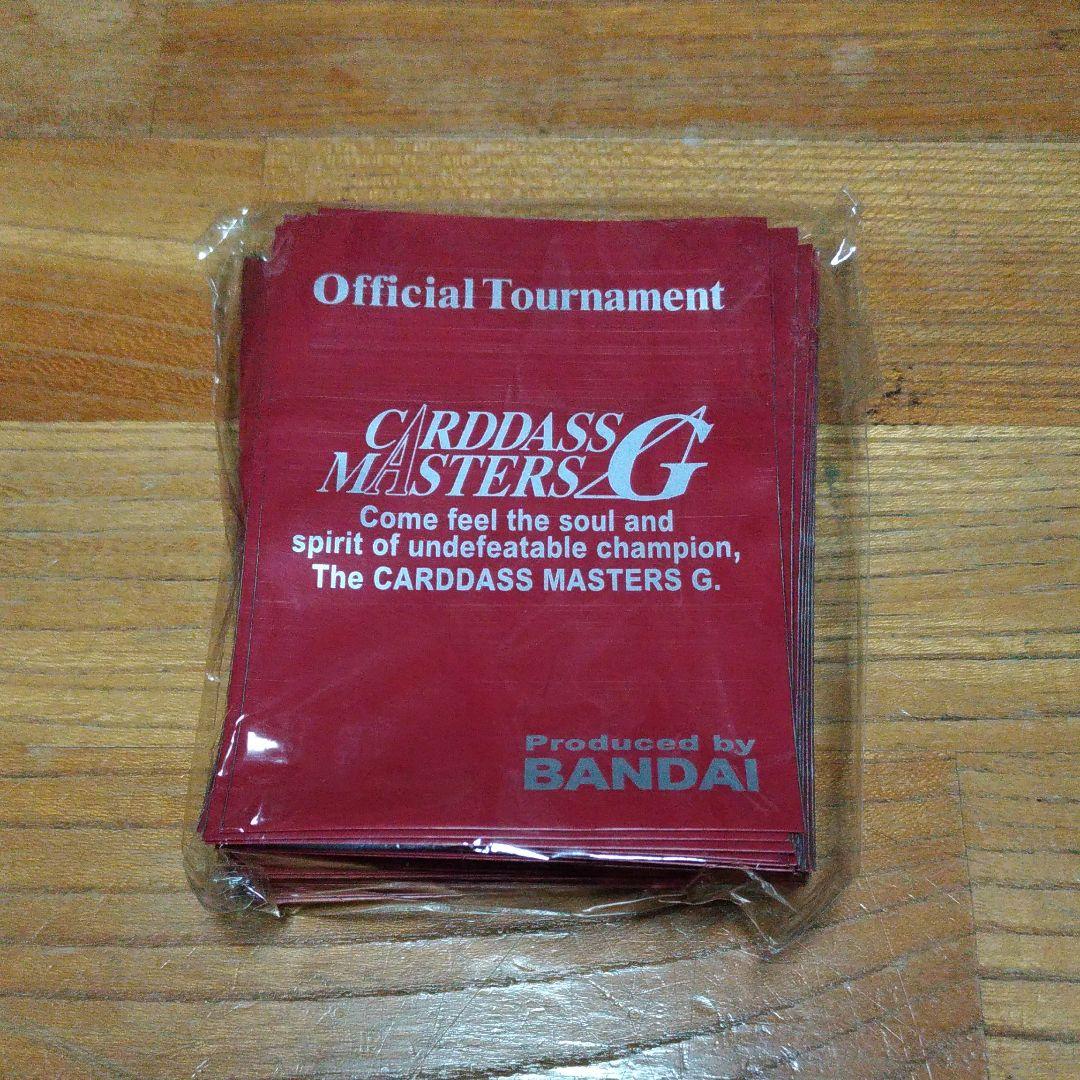 Official Tournament
CARDDASS
MASTERS G
Come feel the soul and
spirit of undefeatable champion,
The CARDDASS MASTERS G.
Produced by
BANDAI